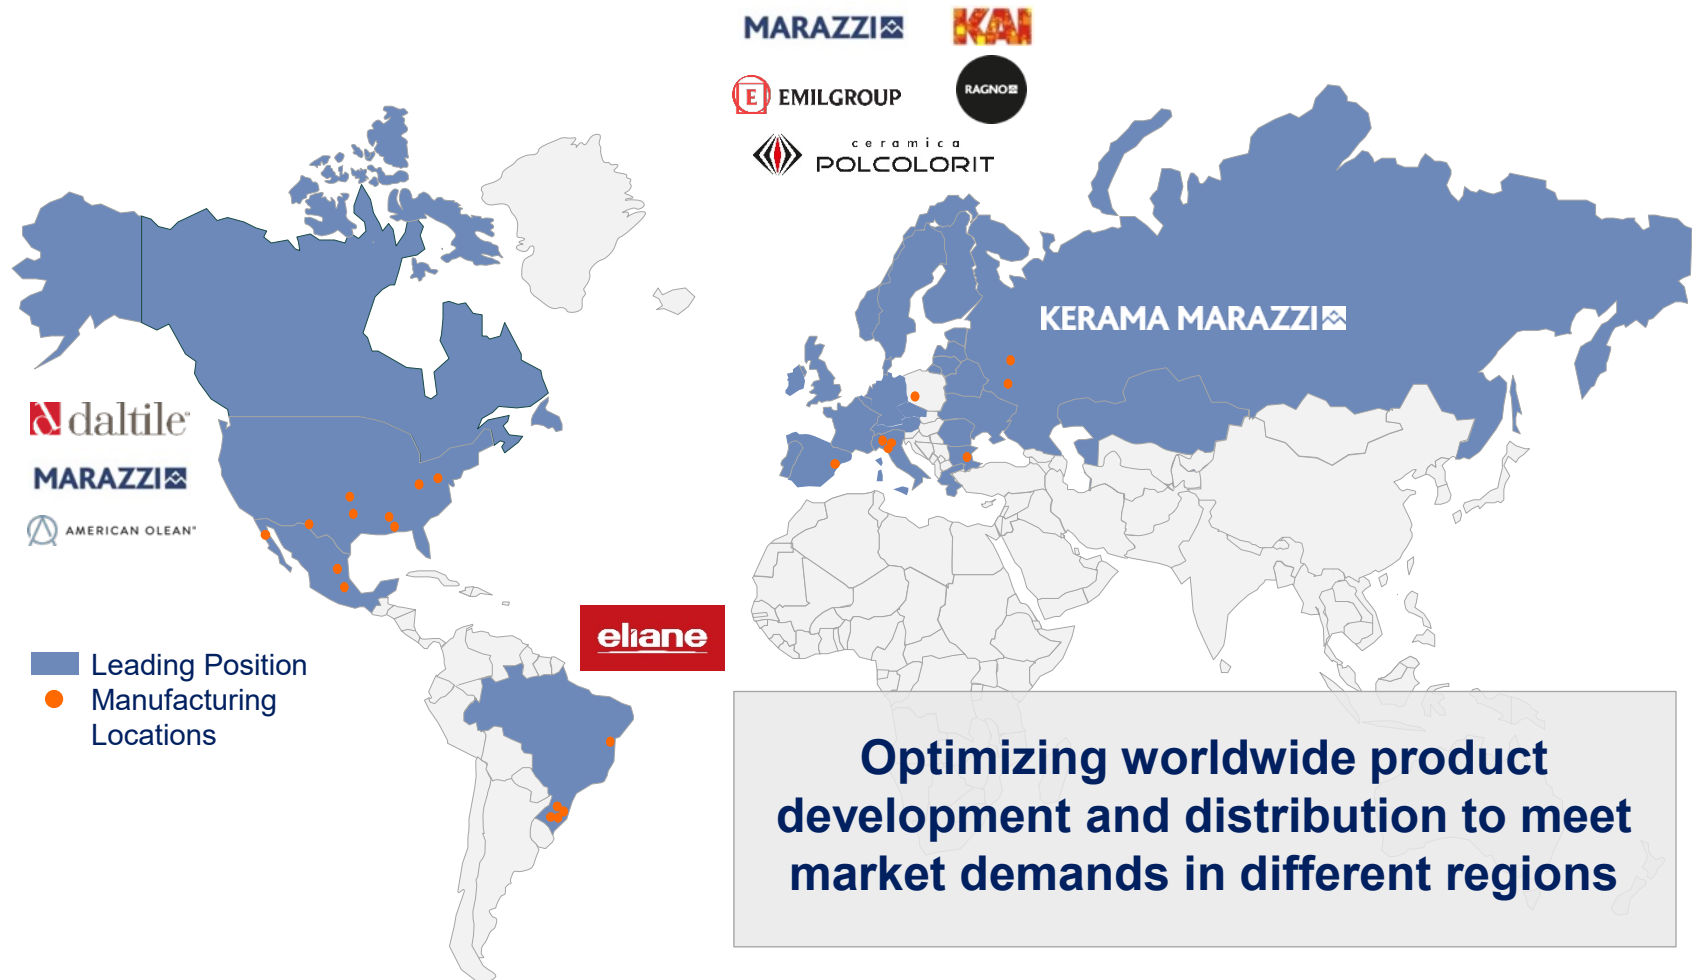 MARAZZI
KAI
E EMILGROUP
RAGNO
ceramica
POLCOLORIT
KERAMA MARAZZI
daltile
MARAZZI
AMERICAN OLEAN®
eliane
Leading Position
Manufacturing
Locations
Optimizing worldwide product
development and distribution to meet
market demands in different regions